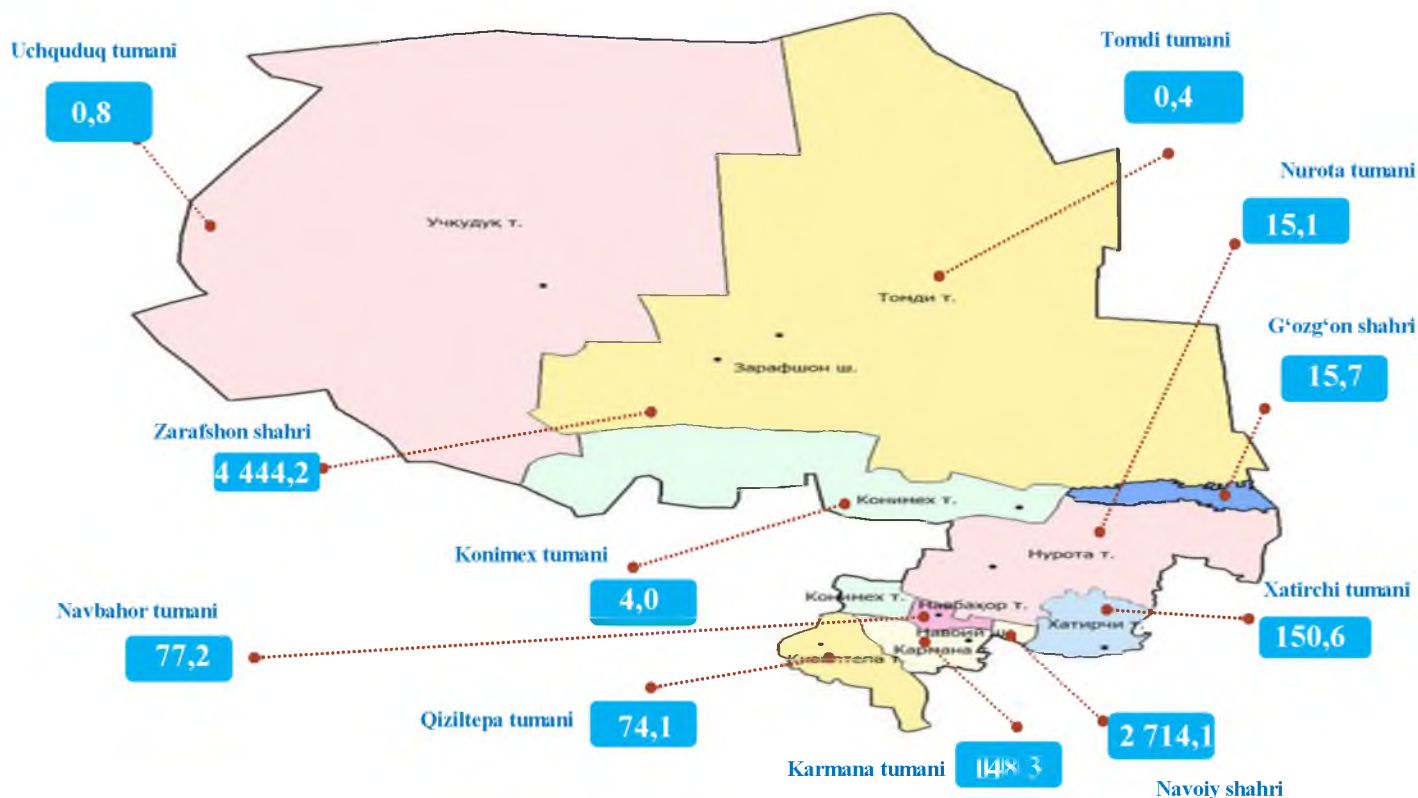 Uchquduq tumani
0,8
Tomdi tumani
0,4
Nurota tumani
15,1
Учкудуқ т.
Томди т.
G‘ozg‘on shahri
15,7
Зарафшон ш.
Zarafshon shahri
4 444,2
Конимех т.
Konimex tumani
4,0
Нурота т.
Xatirchi tumani
150,6
Конимех т.
Навбаҳор т.
Navbahor tumani
77,2
Навоий ш.
Хатирчи т.
Кармана
Qiziltepa tumani
74,1
2 714,1
Karmana tumani
Navoiy shahri